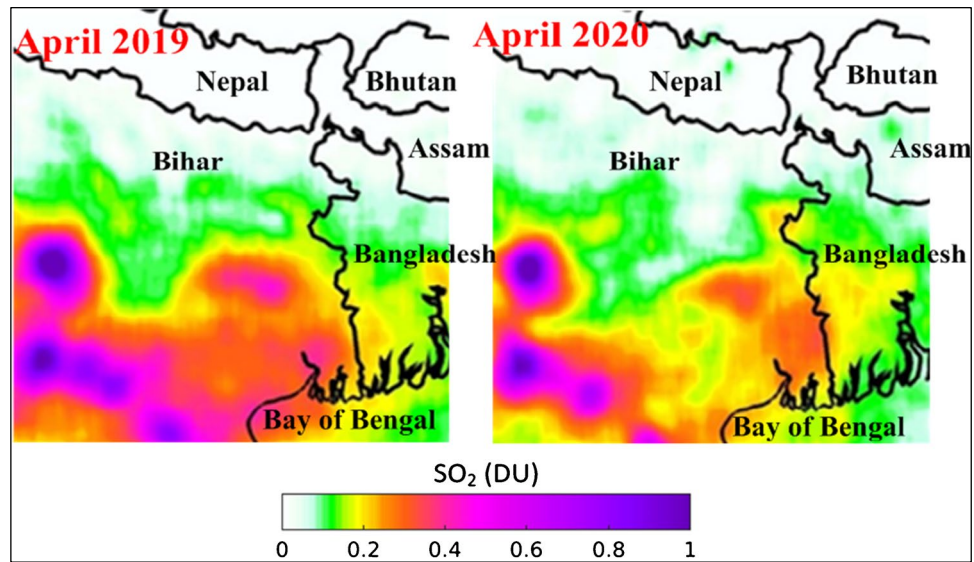 April 2019
Nepal
Bhutan
Bihar
Assam
Bangladesh
Bay of Bengal
April 2020
Nepal
Bhutan
Bihar
Assam
Bangladesh
Bay of Bengal
SO₂ (DU)
0 0.2 0.4 0.6 0.8 1